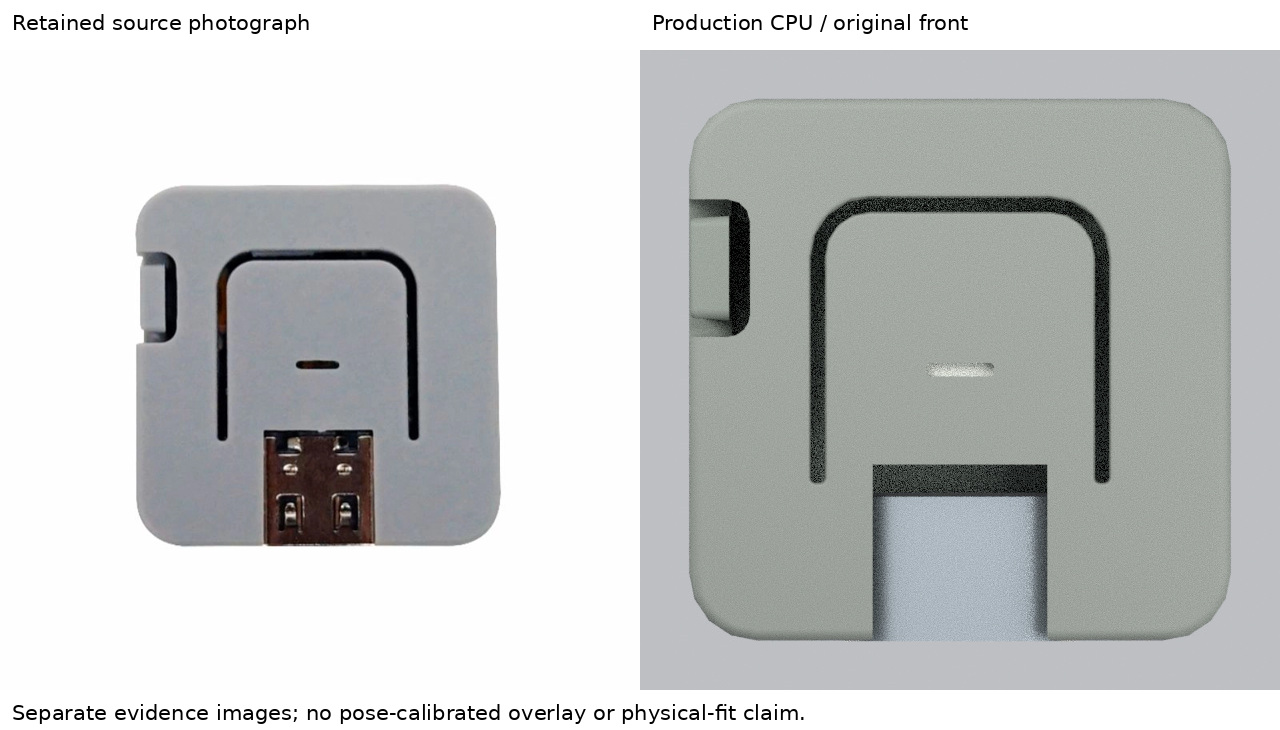 Retained source photograph
Production CPU / original front
Separate evidence images; no pose-calibrated overlay or physical-fit claim.